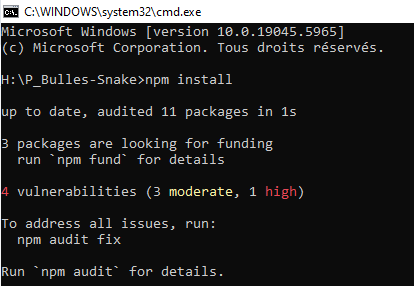 C:\WINDOWS\system32\cmd.exe
Microsoft Windows [version 10.0.19045.5965]
(c) Microsoft Corporation. Tous droits réservés.
H:\P_Bulles-Snake>npm install
up to date, audited 11 packages in 1s
3 packages are looking for funding
run `npm fund` for details
4 vulnerabilities (3 moderate, 1 high)
To address all issues, run:
npm audit fix
Run `npm audit` for details.